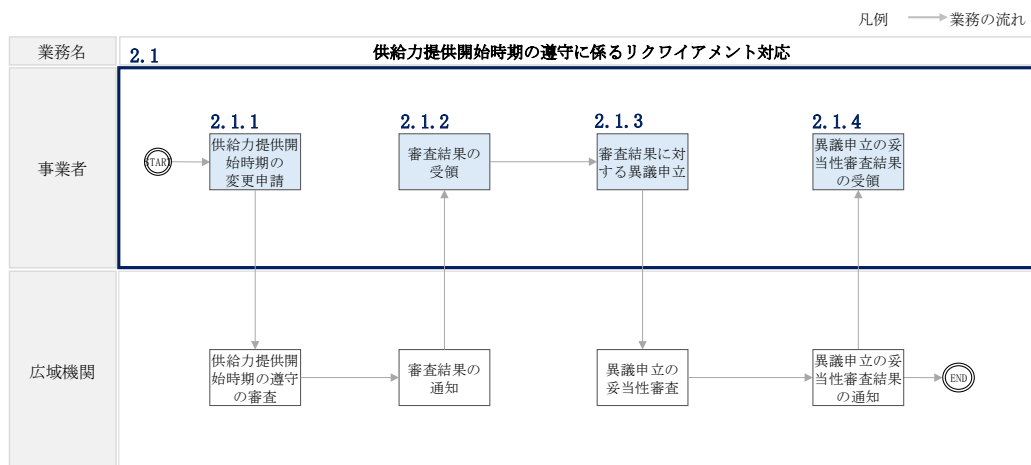 凡例 業務の流れ
業務名
2.1
供給力提供開始時期の遵守に係るリクワイアメント対応
事業者
START
2.1.1
供給力提供開
始時期の
変更申請
2.1.2
審査結果の
受領
2.1.3
審査結果に対
する異議申立
2.1.4
異議申立の妥
当性審査結果
の受領
広域機関
供給力提供開
始時期の遵守
の審査
審査結果の
通知
異議申立の
妥当性審査
異議申立の妥
当性審査結果
の通知
END